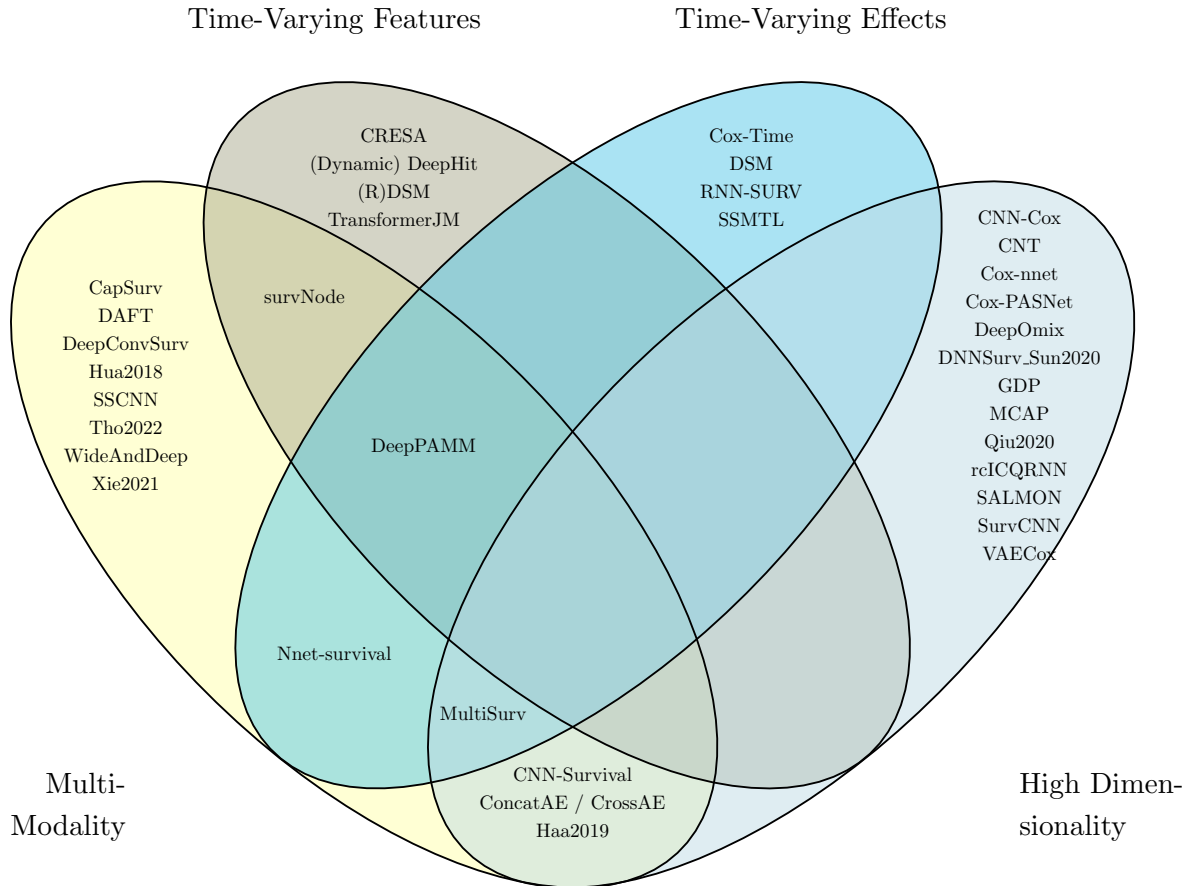 Time-Varying Features
Time-Varying Effects
CRESA
(Dynamic) DeepHit
(R)DSM
TransformerJM
Cox-Time
DSM
RNN-SURV
SSMTL
CNN-Cox
CNT
Cox-nnet
Cox-PASNet
DeepOmix
DNNSurv_Sun2020
GDP
MCAP
Qiu2020
rcICQRNN
SALMON
SurvCNN
VAECox
CapSurv
DAFT
DeepConvSurv
Hua2018
SSCNN
Tho2022
WideAndDeep
Xie2021
survNode
DeepPAMM
Nnet-survival
MultiSurv
CNN-Survival
ConcatAE / CrossAE
Haa2019
Multi-
Modality
High Dimen-
sionality